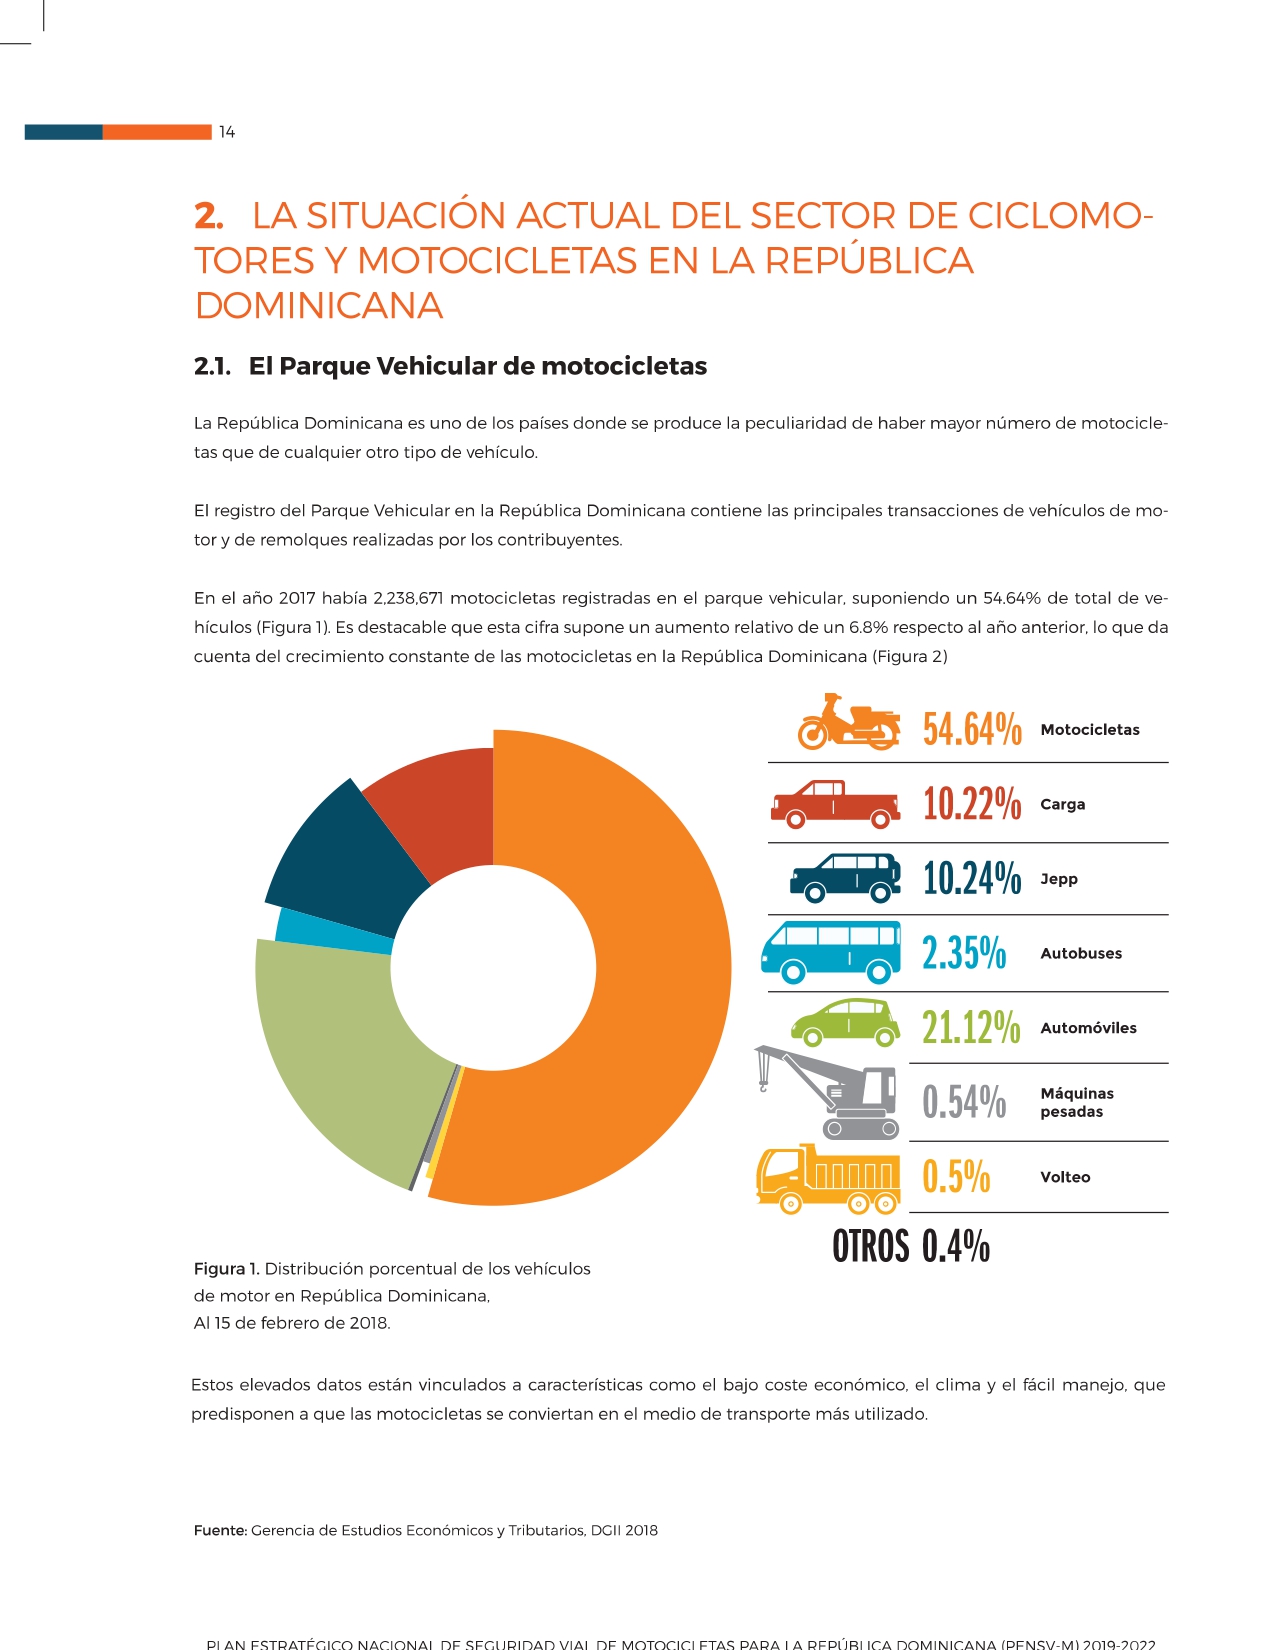 14
2. LA SITUACIÓN ACTUAL DEL SECTOR DE CICLOMO-
TORES Y MOTOCICLETAS EN LA REPÚBLICA
DOMINICANA
2.1. El Parque Vehicular de motocicletas
La República Dominicana es uno de los países donde se produce la peculiaridad de haber mayor número de motocicle-
tas que de cualquier otro tipo de vehículo.
El registro del Parque Vehicular en la República Dominicana contiene las principales transacciones de vehículos de mo-
tor y de remolques realizadas por los contribuyentes.
En el año 2017 había 2,238,671 motocicletas registradas en el parque vehicular, suponiendo un 54.64% de total de ve-
hículos (Figura 1). Es destacable que esta cifra supone un aumento relativo de un 6.8% respecto al año anterior, lo que da
cuenta del crecimiento constante de las motocicletas en la República Dominicana (Figura 2)
54.64% Motocicletas
10.22% Carga
10.24% Jepp
2.35% Autobuses
21.12% Automóviles
0.54% Máquinas
pesadas
0.5% Volteo
OTROS 0.4%
Figura 1. Distribución porcentual de los vehículos
de motor en República Dominicana,
Al 15 de febrero de 2018.
Estos elevados datos están vinculados a características como el bajo coste económico, el clima y el fácil manejo, que
predisponen a que las motocicletas se conviertan en el medio de transporte más utilizado.
Fuente: Gerencia de Estudios Económicos y Tributarios, DGII 2018
PLAN ESTRATÉGICO NACIONAL DE SEGURIDAD VIAL DE MOTOCICLETAS PARA LA REPÚBLICA DOMINICANA (PENSV-M) 2019-2022